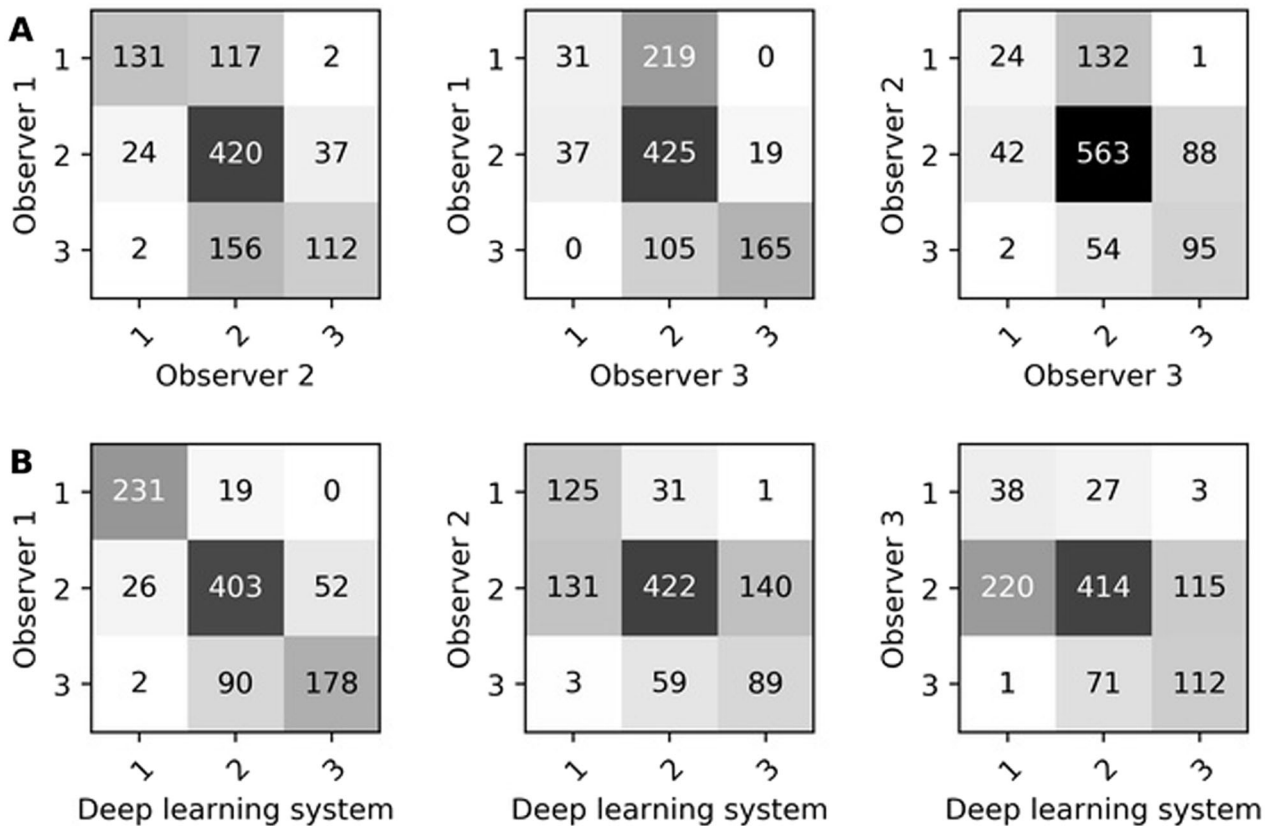 A
Observer 1
1 131 117 2
2 24 420 37
3 2 156 112
1 2 3
Observer 2
Observer 1
1 31 219 0
2 37 425 19
3 0 105 165
1 2 3
Observer 3
Observer 2
1 24 132 1
2 42 563 88
3 2 54 95
1 2 3
Observer 3
B
Observer 1
1 231 19 0
2 26 403 52
3 2 90 178
1 2 3
Deep learning system
Observer 2
1 125 31 1
2 131 422 140
3 3 59 89
1 2 3
Deep learning system
Observer 3
1 38 27 3
2 220 414 115
3 1 71 112
1 2 3
Deep learning system